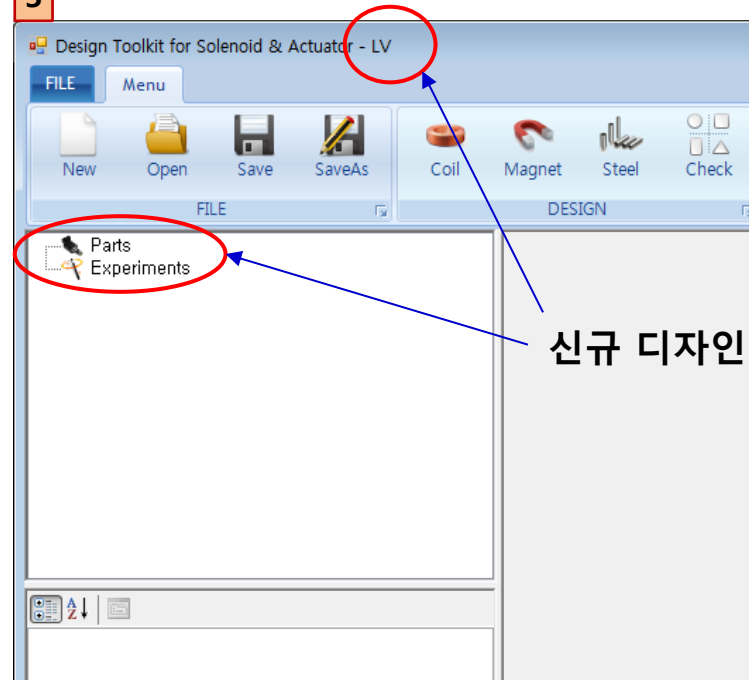 Design Toolkit for Solenoid & Actuator - LV
FILE Menu
New Open Save SaveAs Coil Magnet Steel Check
FILE DESIGN
Parts
Experiments
신규 디자인